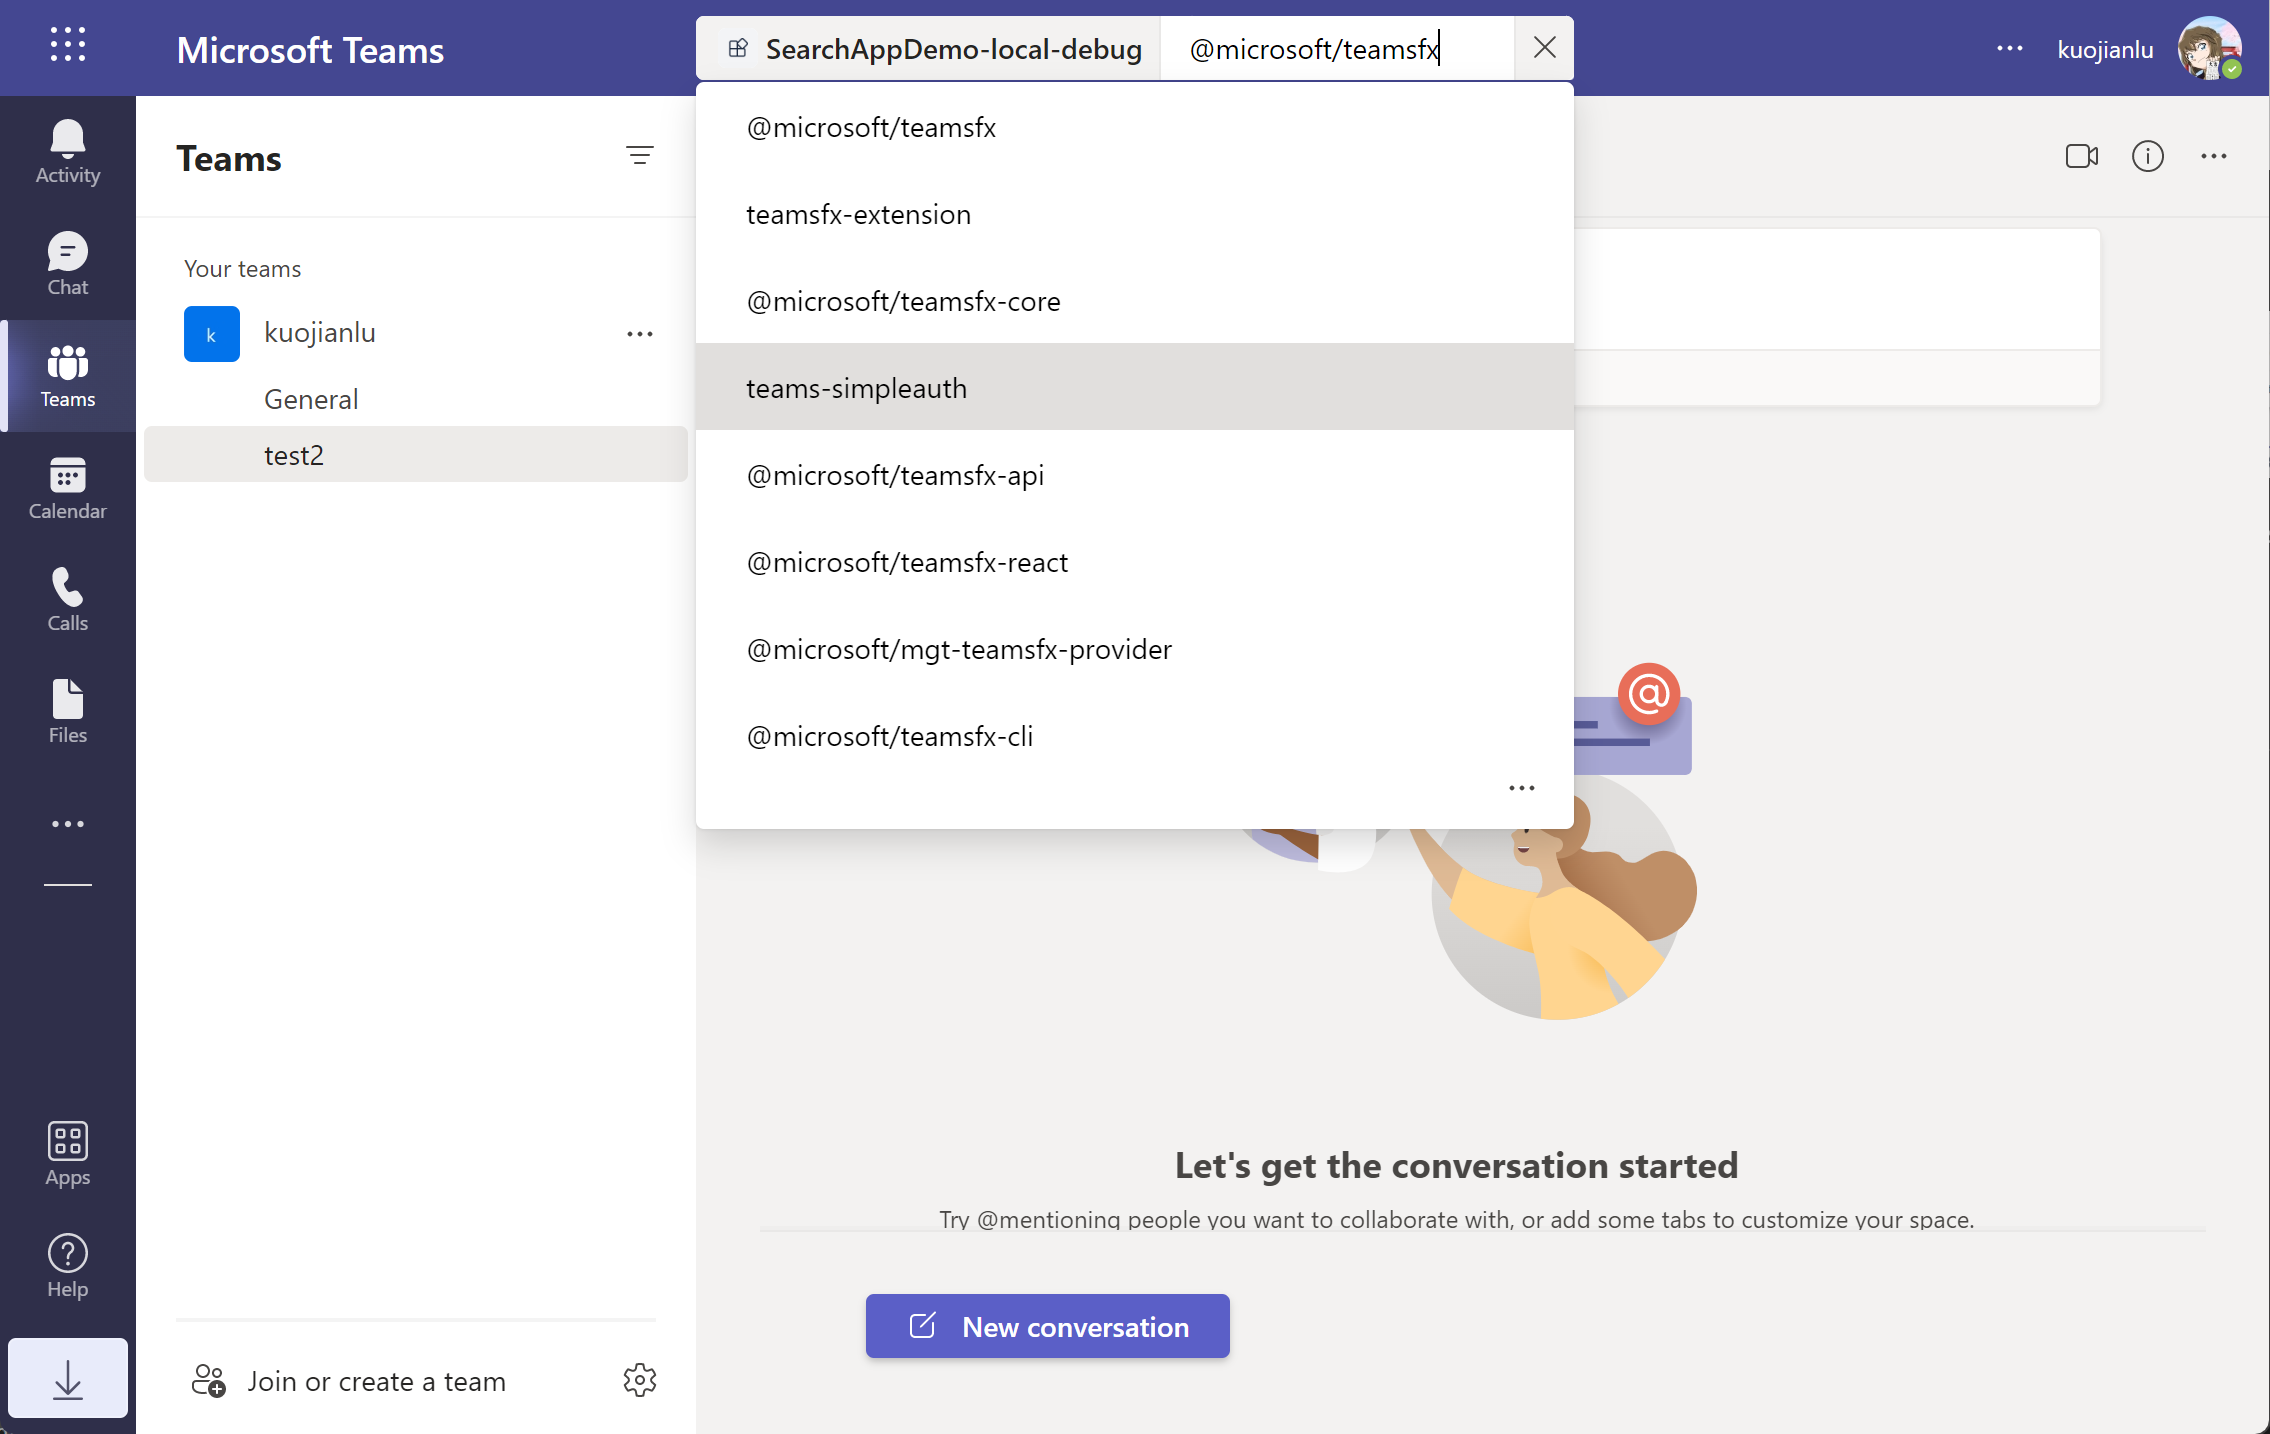 Microsoft Teams
SearchAppDemo-local-debug
@microsoft/teamsfx
kuojianlu
Activity
Chat
Teams
Calendar
Calls
Files
Apps
Help
Teams
Your teams
k
kuojianlu
General
test2
Join or create a team
@microsoft/teamsfx
teamsfx-extension
@microsoft/teamsfx-core
teams-simpleauth
@microsoft/teamsfx-api
@microsoft/teamsfx-react
@microsoft/mgt-teamsfx-provider
@microsoft/teamsfx-cli
Let's get the conversation started
Try @mentioning people you want to collaborate with, or add some tabs to customize your space.
New conversation